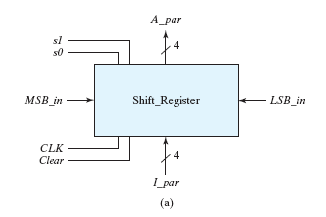 A_par
s1
s0
4
MSB_in
Shift_Register
LSB_in
CLK
Clear
4
I_par
(a)